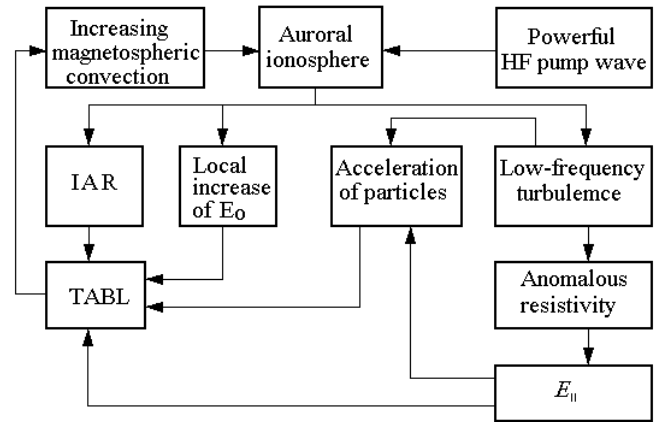 Increasing
magnetospheric
convection
Auroral
ionosphere
Powerful
HF pump wave
IAR
Local
increase
of E₀
Acceleration
of particles
Low-frequency
turbulemce
TABL
Anomalous
resistivity
E_{||}